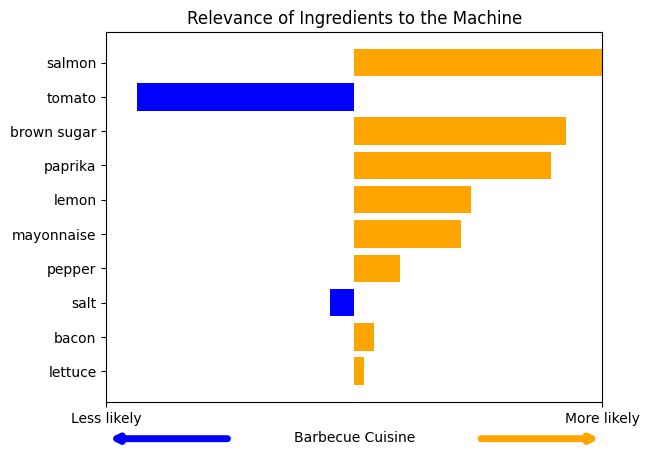 Relevance of Ingredients to the Machine
salmon
tomato
brown sugar
paprika
lemon
mayonnaise
pepper
salt
bacon
lettuce
Less likely
More likely
Barbecue Cuisine